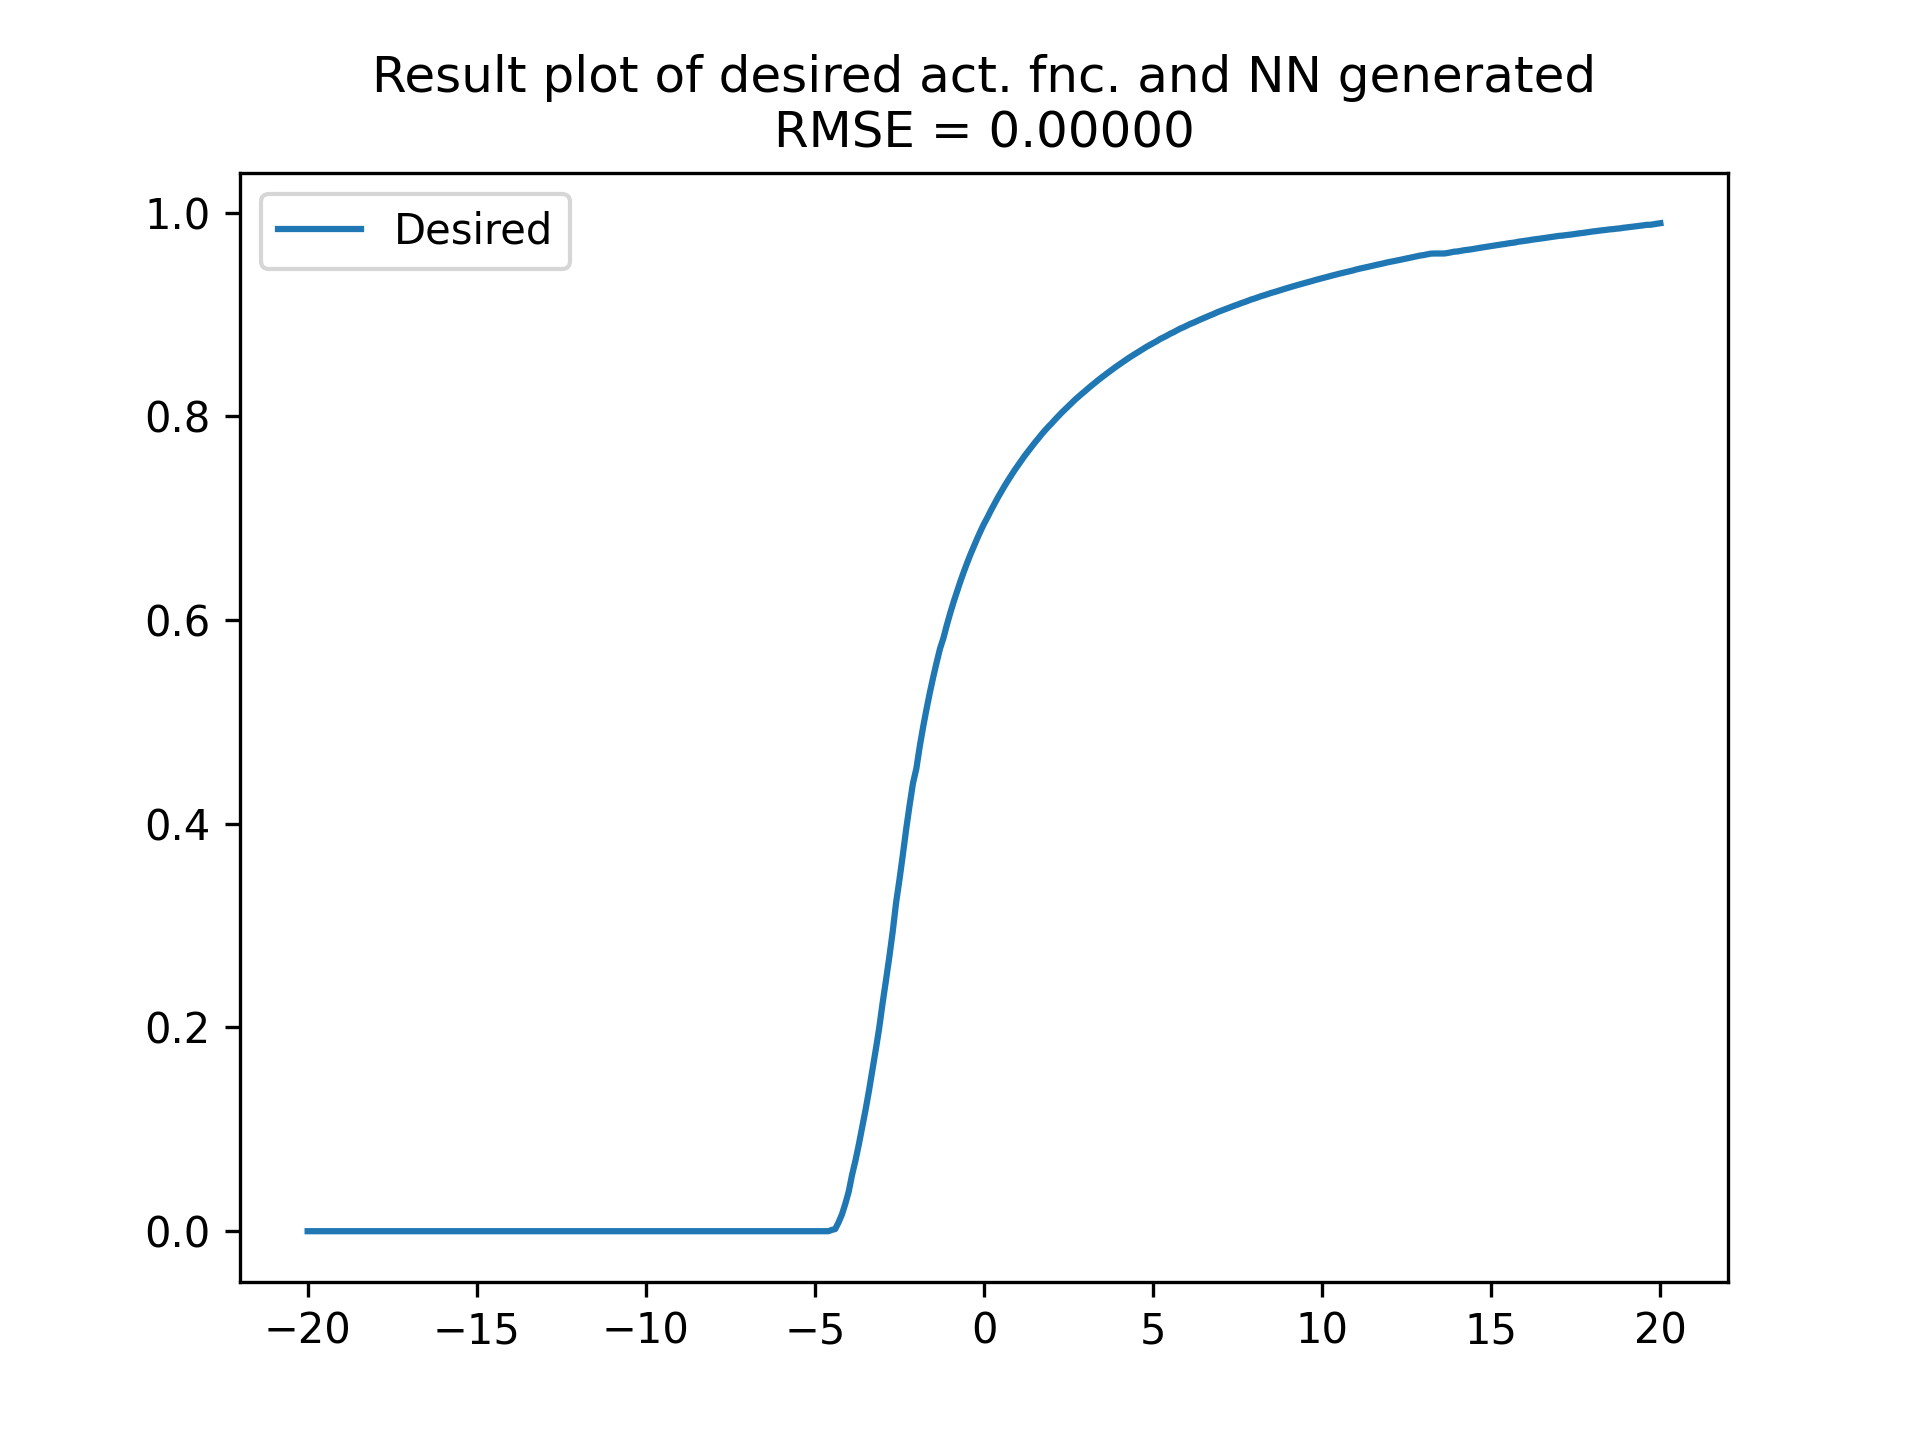 Result plot of desired act. fnc. and NN generated
RMSE = 0.00000
Desired
1.0
0.8
0.6
0.4
0.2
0.0
−20 −15 −10 −5 0 5 10 15 20